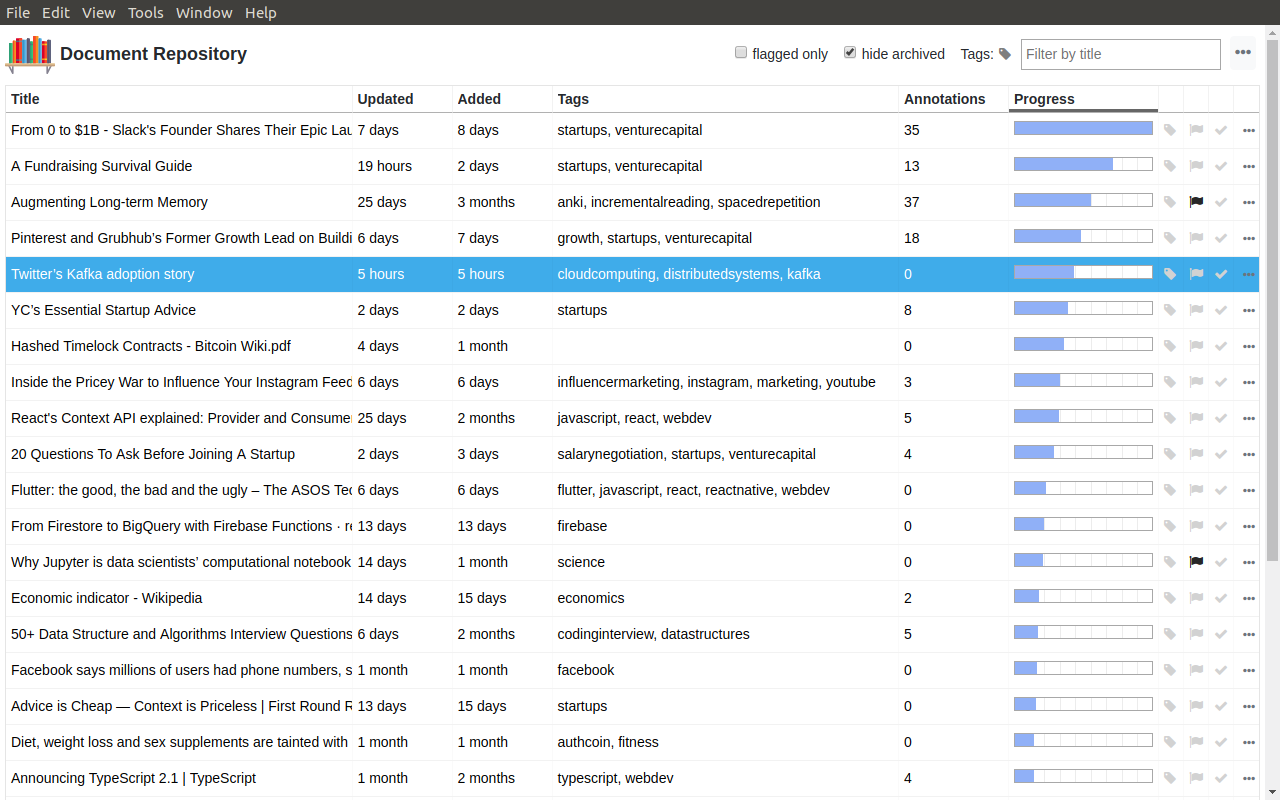 File Edit View Tools Window Help
Document Repository flagged only hide archived Tags: Filter by title
Title Updated Added Tags Annotations Progress
From 0 to $1B - Slack's Founder Shares Their Epic Lau 7 days 8 days startups, venturecapital 35
A Fundraising Survival Guide 19 hours 2 days startups, venturecapital 13
Augmenting Long-term Memory 25 days 3 months anki, incrementalreading, spacedrepetition 37
Pinterest and Grubhub’s Former Growth Lead on Buildi 6 days 7 days growth, startups, venturecapital 18
Twitter’s Kafka adoption story 5 hours 5 hours cloudcomputing, distributedsystems, kafka 0
YC’s Essential Startup Advice 2 days 2 days startups 8
Hashed Timelock Contracts - Bitcoin Wiki.pdf 4 days 1 month 0
Inside the Pricey War to Influence Your Instagram Feed 6 days 6 days influencermarketing, instagram, marketing, youtube 3
React's Context API explained: Provider and Consumer 25 days 2 months javascript, react, webdev 5
20 Questions To Ask Before Joining A Startup 2 days 3 days salarynegotiation, startups, venturecapital 4
Flutter: the good, the bad and the ugly – The ASOS Tec 6 days 6 days flutter, javascript, react, reactnative, webdev 0
From Firestore to BigQuery with Firebase Functions · re 13 days 13 days firebase 0
Why Jupyter is data scientists’ computational notebook 14 days 1 month science 0
Economic indicator - Wikipedia 14 days 15 days economics 2
50+ Data Structure and Algorithms Interview Questions 6 days 2 months codinginterview, datastructures 5
Facebook says millions of users had phone numbers, s 1 month 1 month facebook 0
Advice is Cheap — Context is Priceless | First Round R 13 days 15 days startups 0
Diet, weight loss and sex supplements are tainted with 1 month 1 month authcoin, fitness 0
Announcing TypeScript 2.1 | TypeScript 1 month 2 months typescript, webdev 4